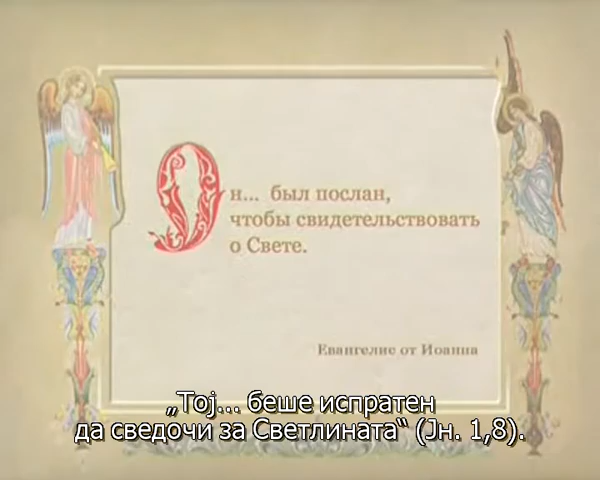 Он... был послан,
чтобы свидетельствовать
о Свете.
Евангелие от Иоанна
„Тој... беше испратен
да сведочи за Светлината“ (Јн. 1,8).